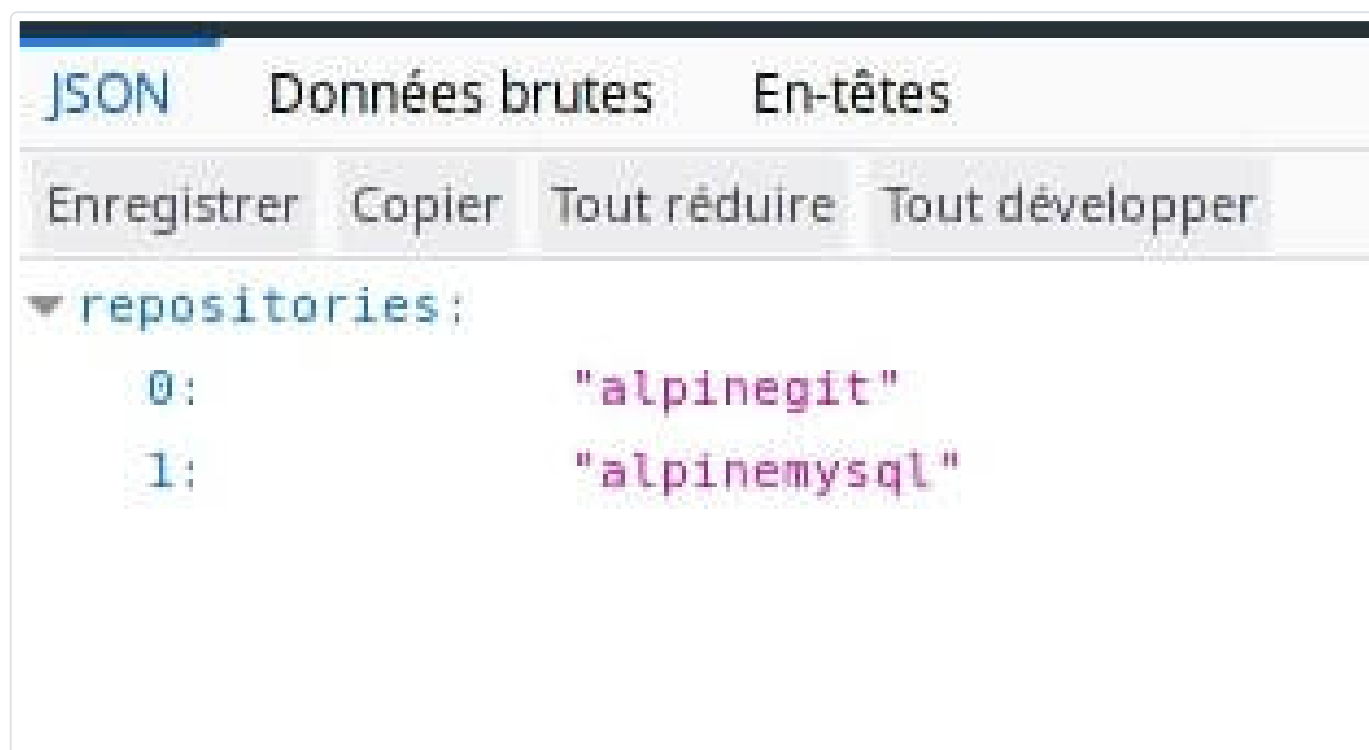 JSON Données brutes En-têtes
Enregistrer Copier Tout réduire Tout développer
repositories:
0: "alpinegit"
1: "alpinemysql"